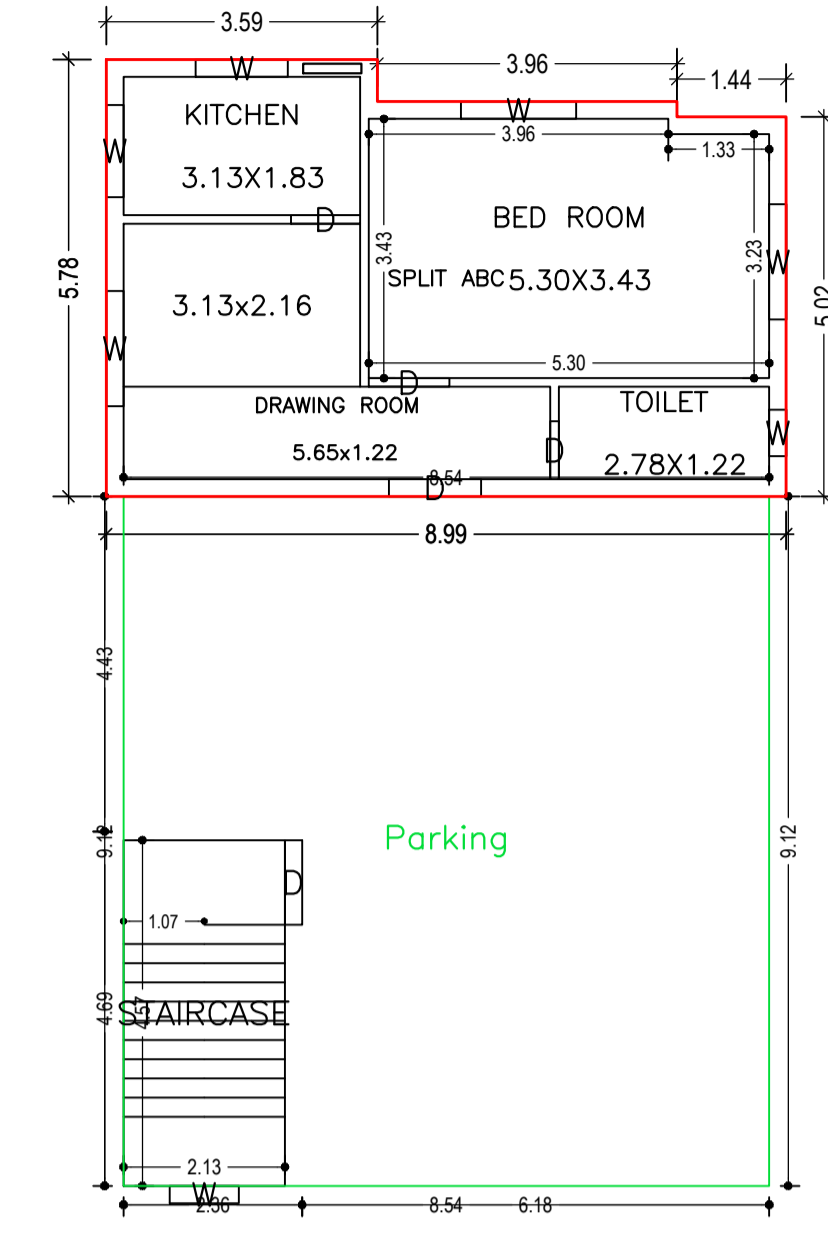 3.59
3.96
1.44
W
W
KITCHEN
3.96
1.33
W
3.13X1.83
D
BED ROOM
3.43
3.23
W
5.78
SPLIT ABC 5.30X3.43
5.02
3.13x2.16
W
5.30
D
DRAWING ROOM
TOILET
W
5.65x1.22
D
2.78X1.22
8.54
D
8.99
4.43
Parking
9.12
9.12
D
1.07
4.69
4.57
STAIRCASE
2.13
W
2.36
8.54
6.18